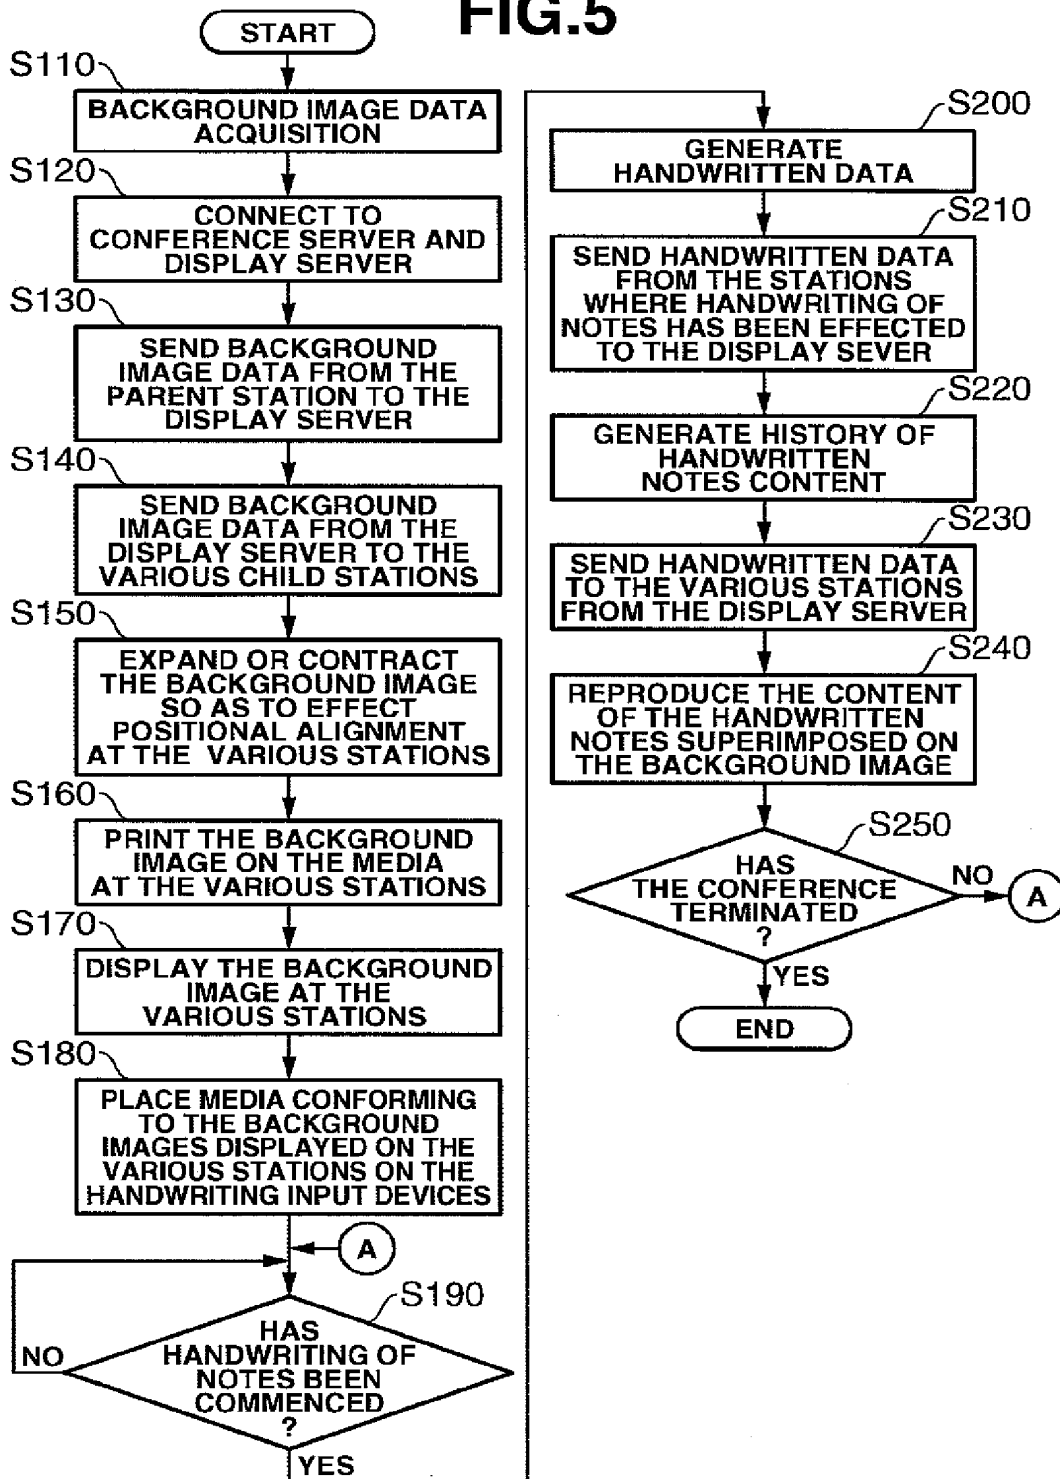 FIG.5
START
S110
BACKGROUND IMAGE DATA
ACQUISITION
S120
CONNECT TO
CONFERENCE SERVER AND
DISPLAY SERVER
S130
SEND BACKGROUND
IMAGE DATA FROM THE
PARENT STATION TO THE
DISPLAY SERVER
S140
SEND BACKGROUND
IMAGE DATA FROM THE
DISPLAY SERVER TO THE
VARIOUS CHILD STATIONS
S150
EXPAND OR CONTRACT
THE BACKGROUND IMAGE
SO AS TO EFFECT
POSITIONAL ALIGNMENT
AT THE VARIOUS STATIONS
S160
PRINT THE BACKGROUND
IMAGE ON THE MEDIA
AT THE VARIOUS STATIONS
S170
DISPLAY THE BACKGROUND
IMAGE AT THE
VARIOUS STATIONS
S180
PLACE MEDIA CONFORMING
TO THE BACKGROUND
IMAGES DISPLAYED ON THE
VARIOUS STATIONS ON THE
HANDWRITING INPUT DEVICES
A
S190
HAS
HANDWRITING OF
NOTES BEEN
COMMENCED
?
NO
YES
S200
GENERATE
HANDWRITTEN DATA
S210
SEND HANDWRITTEN DATA
FROM THE STATIONS
WHERE HANDWRITING OF
NOTES HAS BEEN EFFECTED
TO THE DISPLAY SEVER
S220
GENERATE HISTORY OF
HANDWRITTEN
NOTES CONTENT
S230
SEND HANDWRITTEN DATA
TO THE VARIOUS STATIONS
FROM THE DISPLAY SERVER
S240
REPRODUCE THE CONTENT
OF THE HANDWRITTEN
NOTES SUPERIMPOSED ON
THE BACKGROUND IMAGE
S250
HAS
THE CONFERENCE
TERMINATED
?
NO
A
YES
END